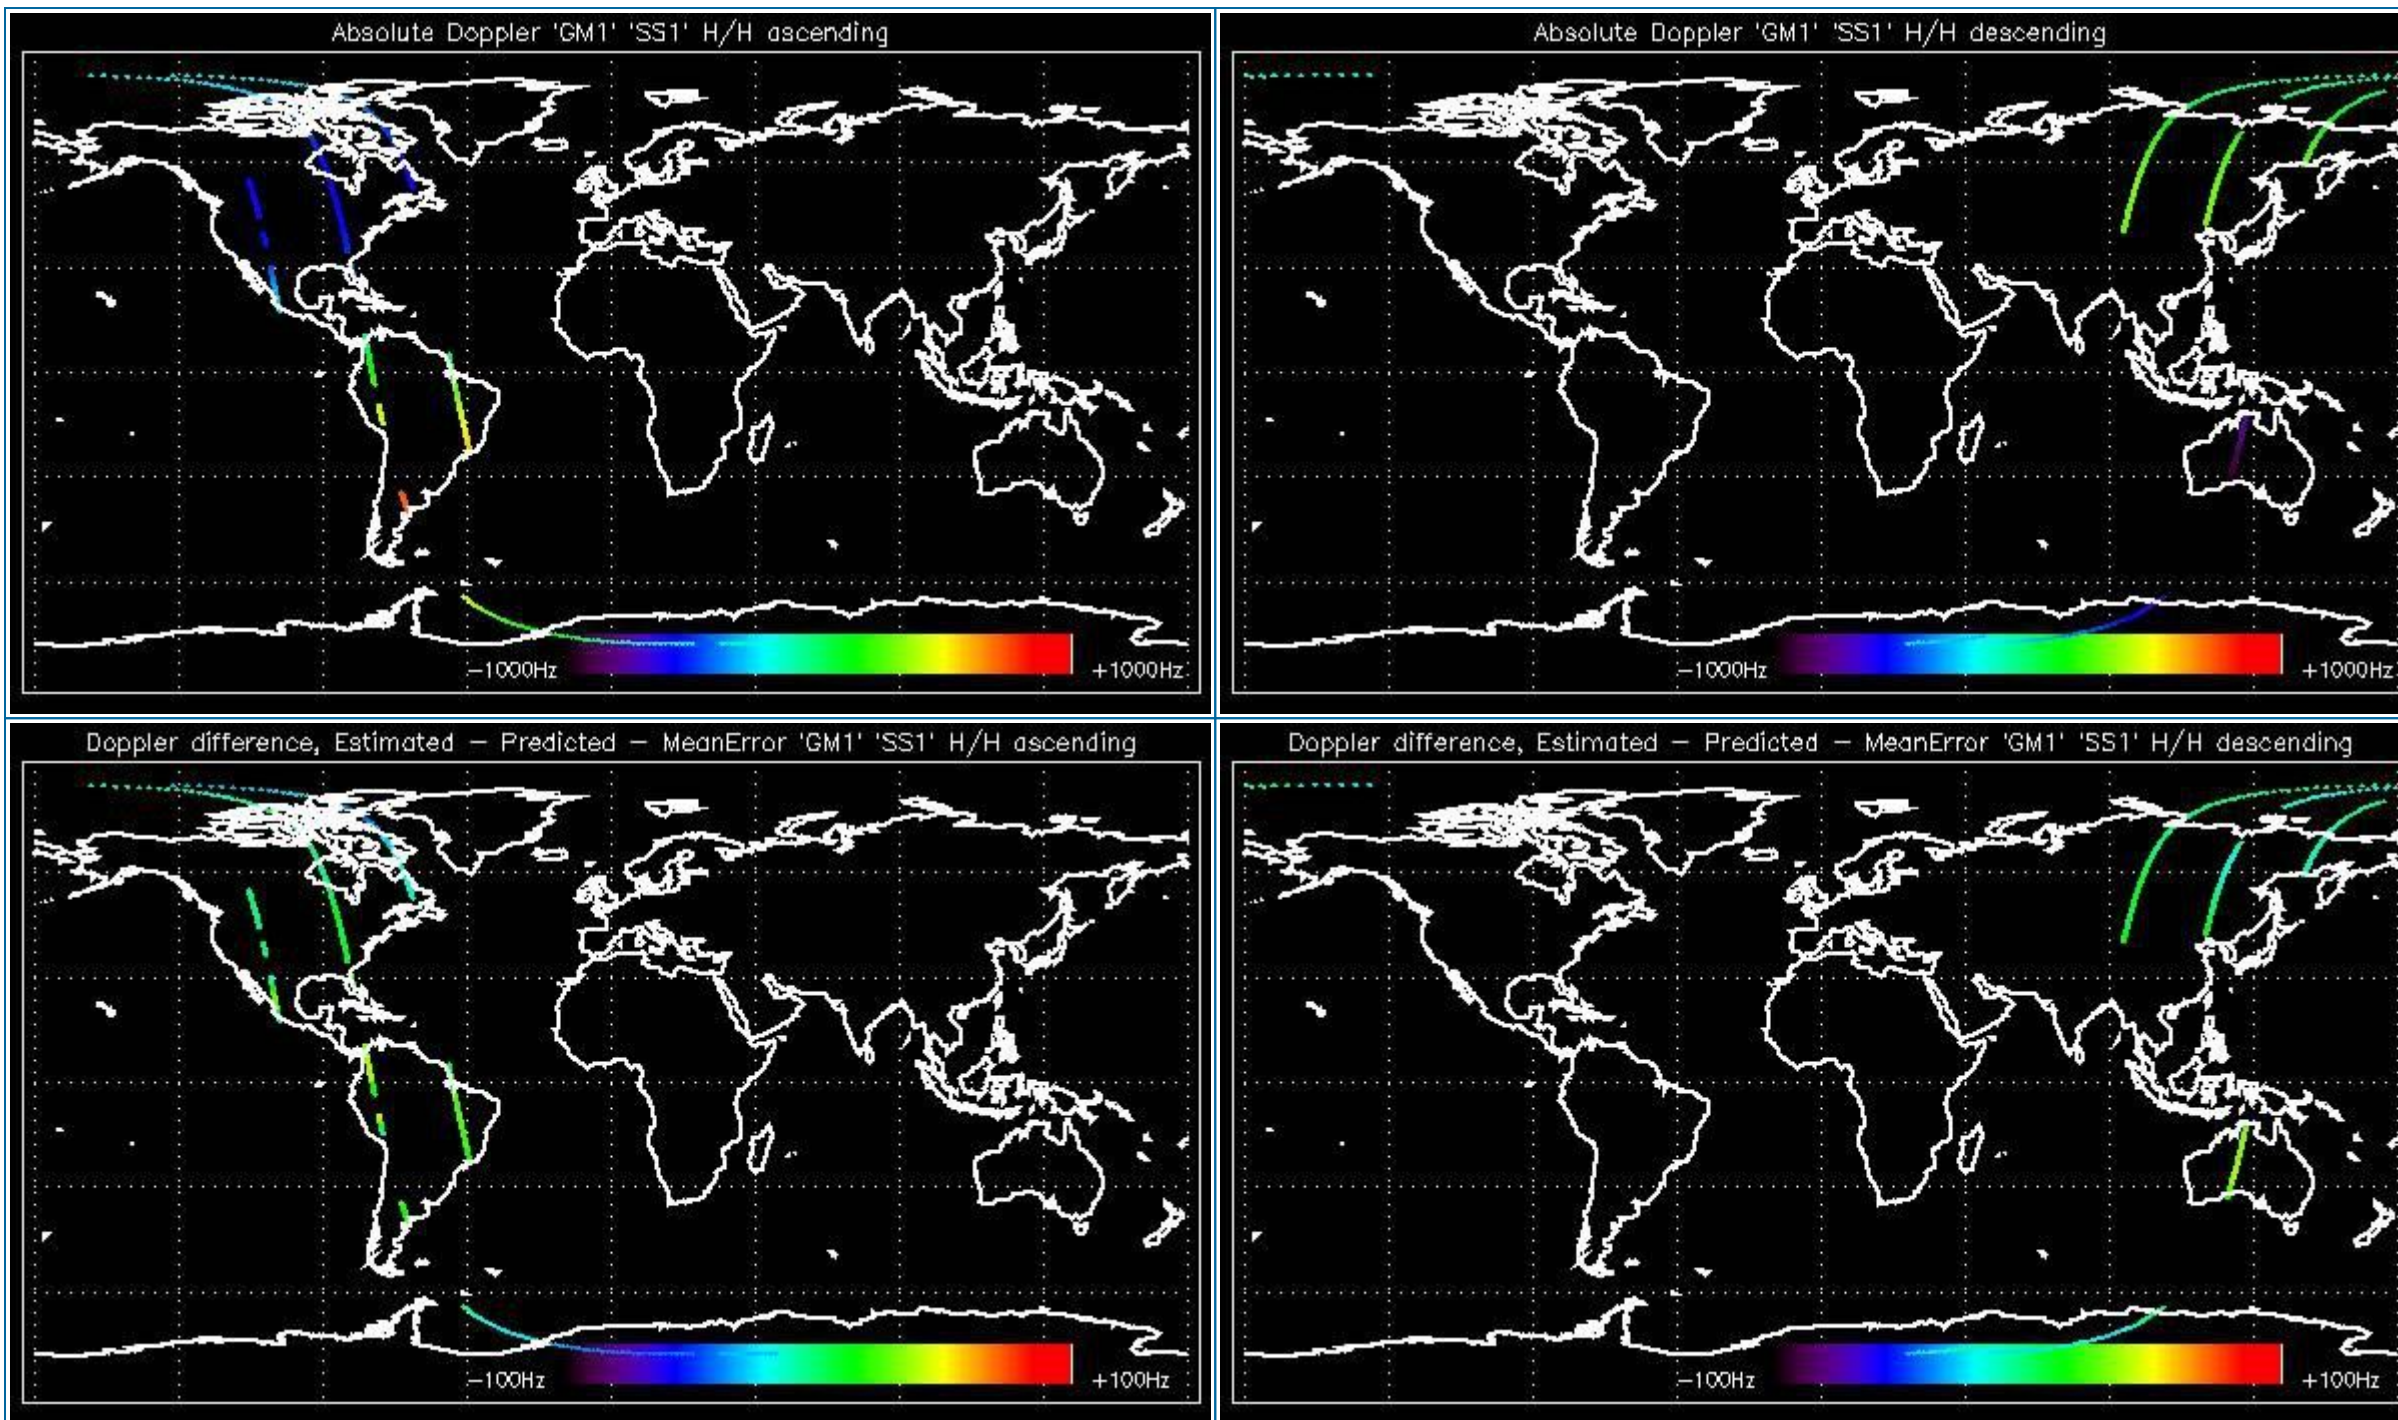 Absolute Doppler 'GM1' 'SS1' H/H ascending
-1000Hz
+1000Hz
Absolute Doppler 'GM1' 'SS1' H/H descending
-1000Hz
+1000Hz
Doppler difference, Estimated - Predicted - MeanError 'GM1' 'SS1' H/H ascending
-100Hz
+100Hz
Doppler difference, Estimated - Predicted - MeanError 'GM1' 'SS1' H/H descending
-100Hz
+100Hz